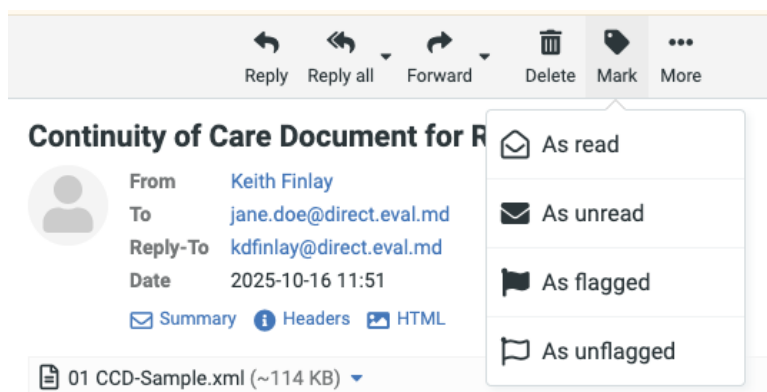 Reply Reply all Forward Delete Mark More
Continuity of Care Document for
As read
From Keith Finlay
To jane.doe@direct.eval.md
As unread
Reply-To kdfinlay@direct.eval.md
Date 2025-10-16 11:51
As flagged
Summary Headers HTML
As unflagged
01 CCD-Sample.xml (~114 KB)